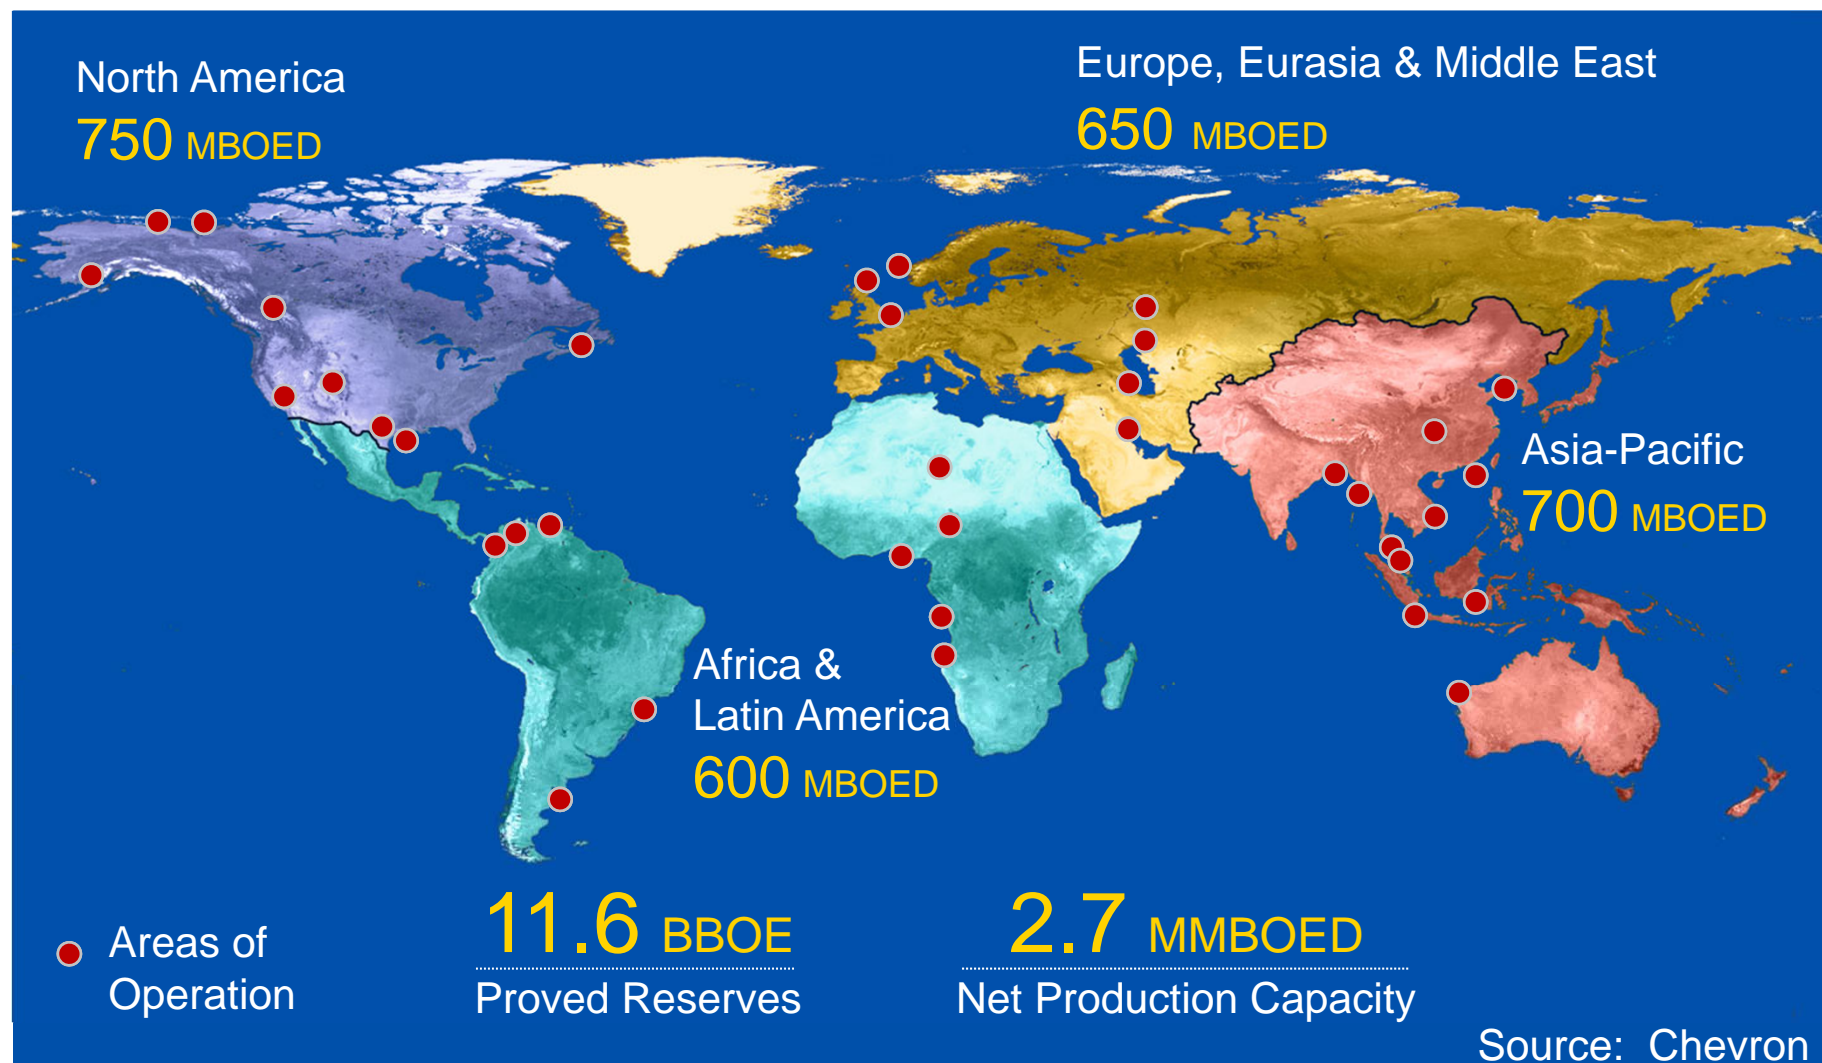 North America
750 MBOED
Europe, Eurasia & Middle East
650 MBOED
Asia-Pacific
700 MBOED
Africa &
Latin America
600 MBOED
Areas of
Operation
11.6 BBOE
Proved Reserves
2.7 MMBOED
Net Production Capacity
Source: Chevron